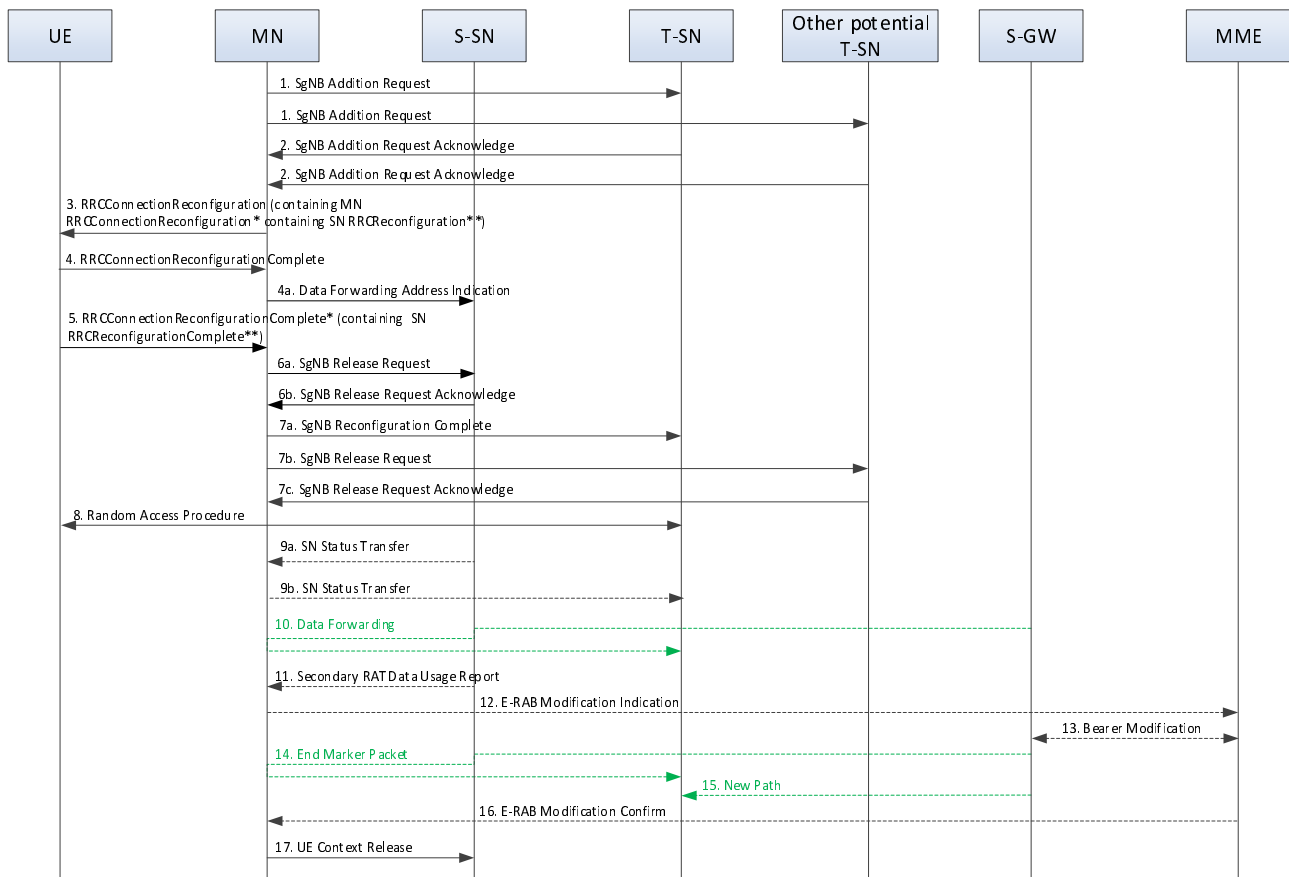 UE
MN
S-SN
T-SN
Other potential
T-SN
S-GW
MME
1. SgNB Addition Request
1. SgNB Addition Request
2. SgNB Addition Request Acknowledge
2. SgNB Addition Request Acknowledge
3. RRCConnectionReconfiguration (containing MN
RRCConnectionReconfiguration* containing SN RRCReconfiguration**)
4. RRCConnectionReconfigurationComplete
4a. Data Forwarding Address Indication
5. RRCConnectionReconfigurationComplete* (containing SN
RRCReconfigurationComplete**)
6a. SgNB Release Request
6b. SgNB Release Request Acknowledge
7a. SgNB Reconfiguration Complete
7b. SgNB Release Request
7c. SgNB Release Request Acknowledge
8. Random Access Procedure
9a. SN Status Transfer
9b. SN Status Transfer
10. Data Forwarding
11. Secondary RAT Data Usage Report
12. E-RAB Modification Indication
13. Bearer Modification
14. End Marker Packet
15. New Path
16. E-RAB Modification Confirm
17. UE Context Release